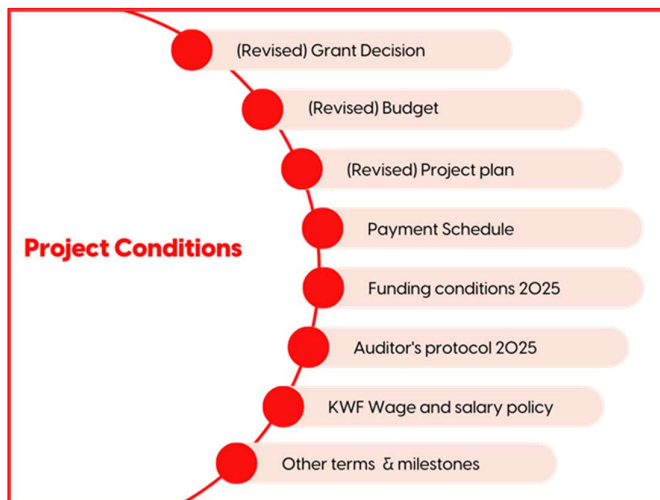 (Revised) Grant Decision
(Revised) Budget
(Revised) Project plan
Project Conditions
Payment Schedule
Funding conditions 2025
Auditor's protocol 2025
KWF Wage and salary policy
Other terms & milestones